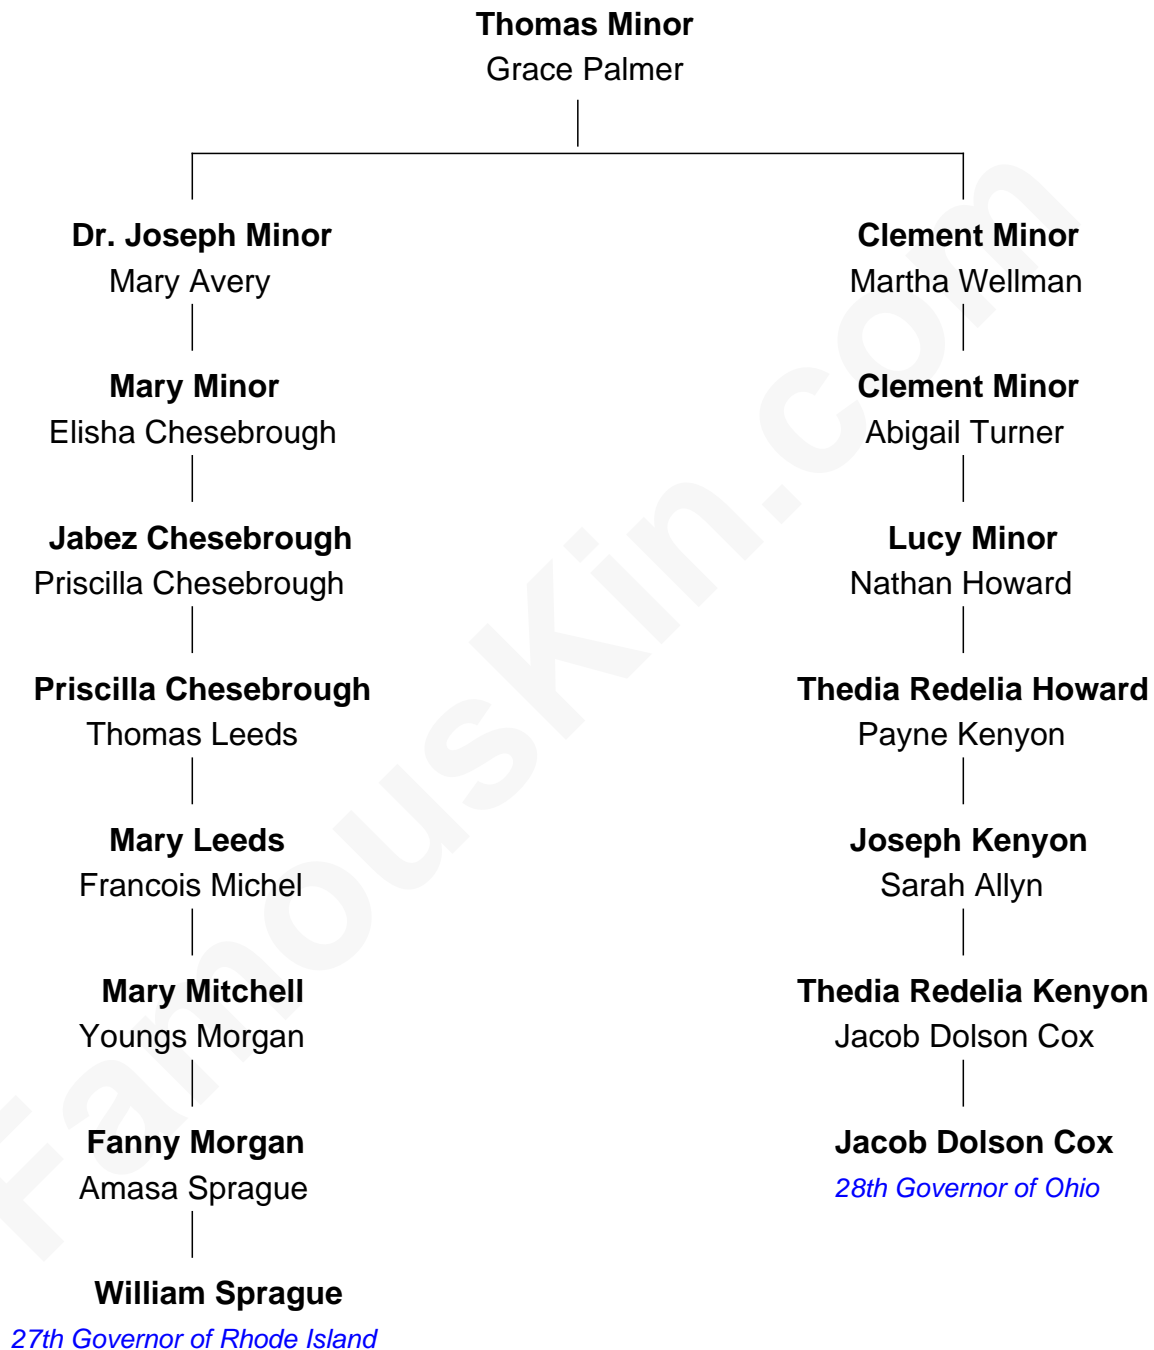 Thomas Minor
Grace Palmer
Dr. Joseph Minor
Mary Avery
Mary Minor
Elisha Chesebrough
Jabez Chesebrough
Priscilla Chesebrough
Priscilla Chesebrough
Thomas Leeds
Mary Leeds
Francois Michel
Mary Mitchell
Youngs Morgan
Fanny Morgan
Amasa Sprague
William Sprague
27th Governor of Rhode Island
Clement Minor
Martha Wellman
Clement Minor
Abigail Turner
Lucy Minor
Nathan Howard
Thedia Redelia Howard
Payne Kenyon
Joseph Kenyon
Sarah Allyn
Thedia Redelia Kenyon
Jacob Dolson Cox
Jacob Dolson Cox
28th Governor of Ohio
FamousKin.com